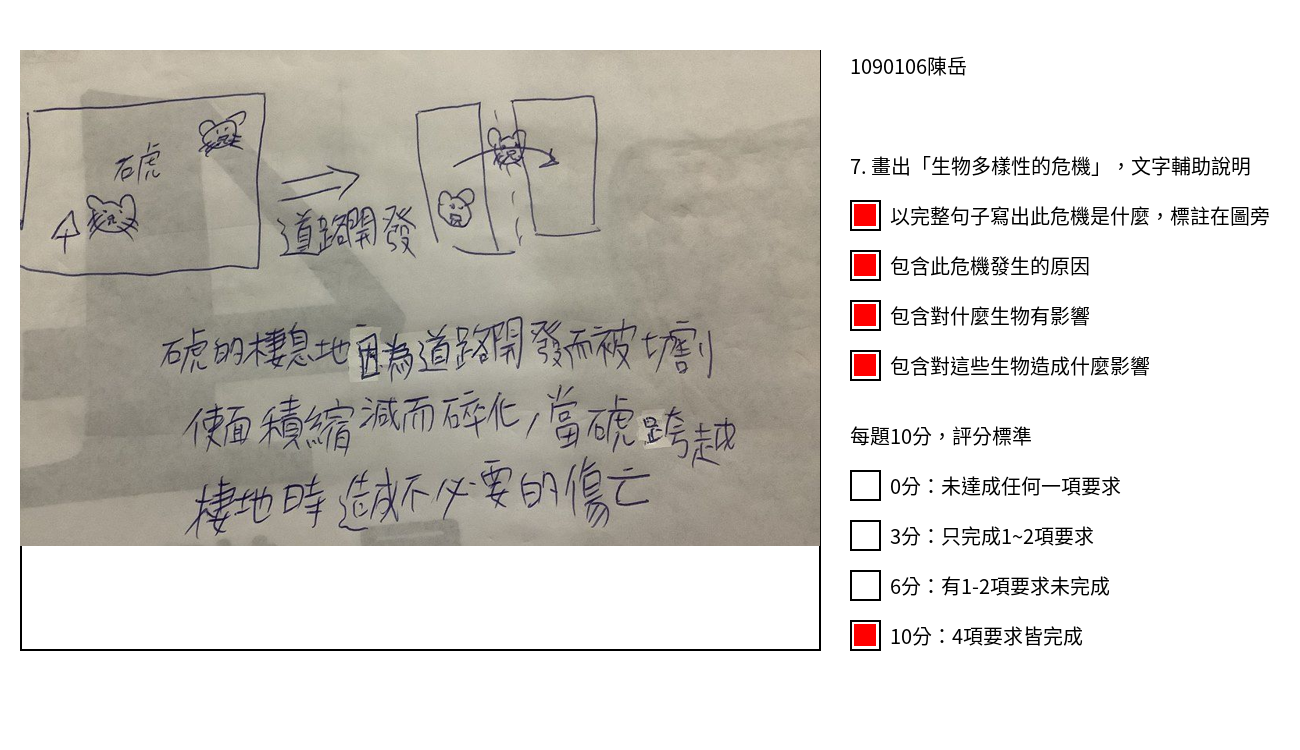 石虎
道路開發
石虎的棲息地因為道路開發而被切割
使面積縮減而碎化，當石虎跨越
棲地時造成不必要的傷亡
1090106陳岳
7. 畫出「生物多樣性的危機」，文字輔助說明
以完整句子寫出此危機是什麼，標註在圖旁
包含此危機發生的原因
包含對什麼生物有影響
包含對這些生物造成什麼影響
每題10分，評分標準
0分：未達成任何一項要求
3分：只完成1~2項要求
6分：有1-2項要求未完成
10分：4項要求皆完成